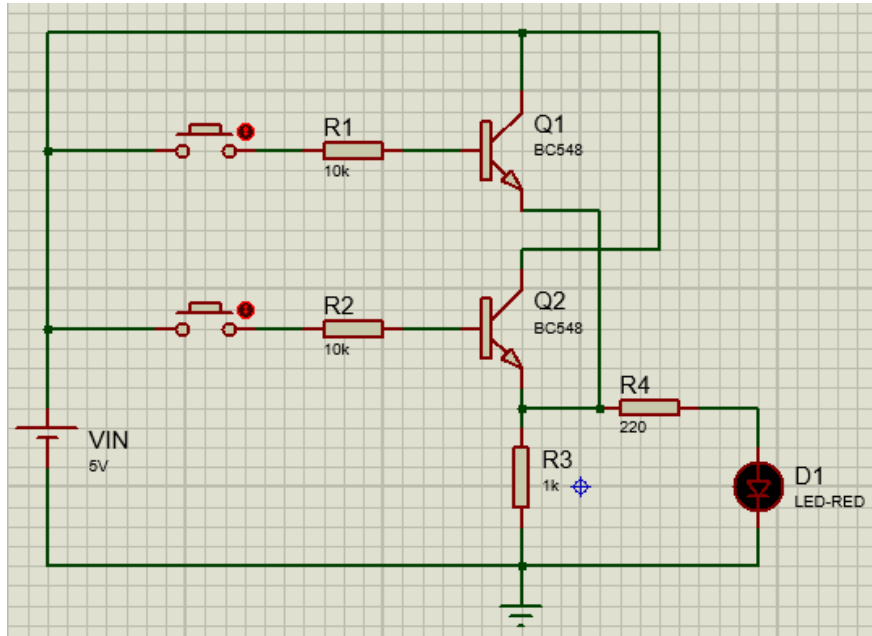 R1
10k
Q1
BC548
R2
10k
Q2
BC548
R4
220
VIN
5V
R3
1k
D1
LED-RED